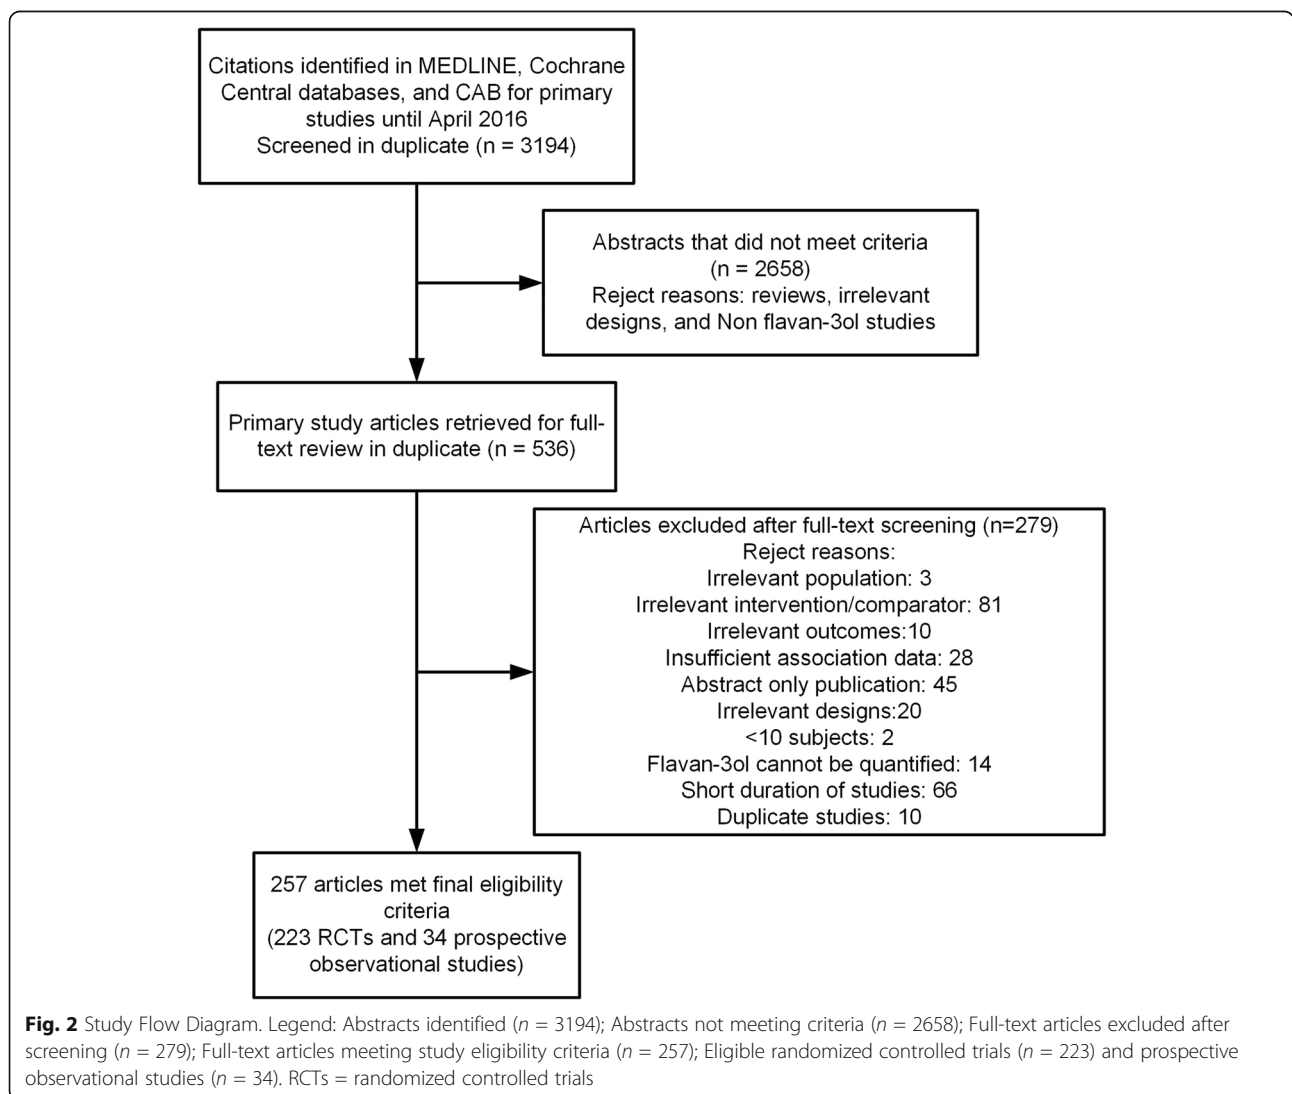 Citations identified in MEDLINE, Cochrane
Central databases, and CAB for primary
studies until April 2016
Screened in duplicate (n = 3194)
Abstracts that did not meet criteria
(n = 2658)
Reject reasons: reviews, irrelevant
designs, and Non flavan-3ol studies
Primary study articles retrieved for full-
text review in duplicate (n = 536)
Articles excluded after full-text screening (n=279)
Reject reasons:
Irrelevant population: 3
Irrelevant intervention/comparator: 81
Irrelevant outcomes:10
Insufficient association data: 28
Abstract only publication: 45
Irrelevant designs:20
<10 subjects: 2
Flavan-3ol cannot be quantified: 14
Short duration of studies: 66
Duplicate studies: 10
257 articles met final eligibility
criteria
(223 RCTs and 34 prospective
observational studies)
Fig. 2 Study Flow Diagram. Legend: Abstracts identified (n = 3194); Abstracts not meeting criteria (n = 2658); Full-text articles excluded after
screening (n = 279); Full-text articles meeting study eligibility criteria (n = 257); Eligible randomized controlled trials (n = 223) and prospective
observational studies (n = 34). RCTs = randomized controlled trials